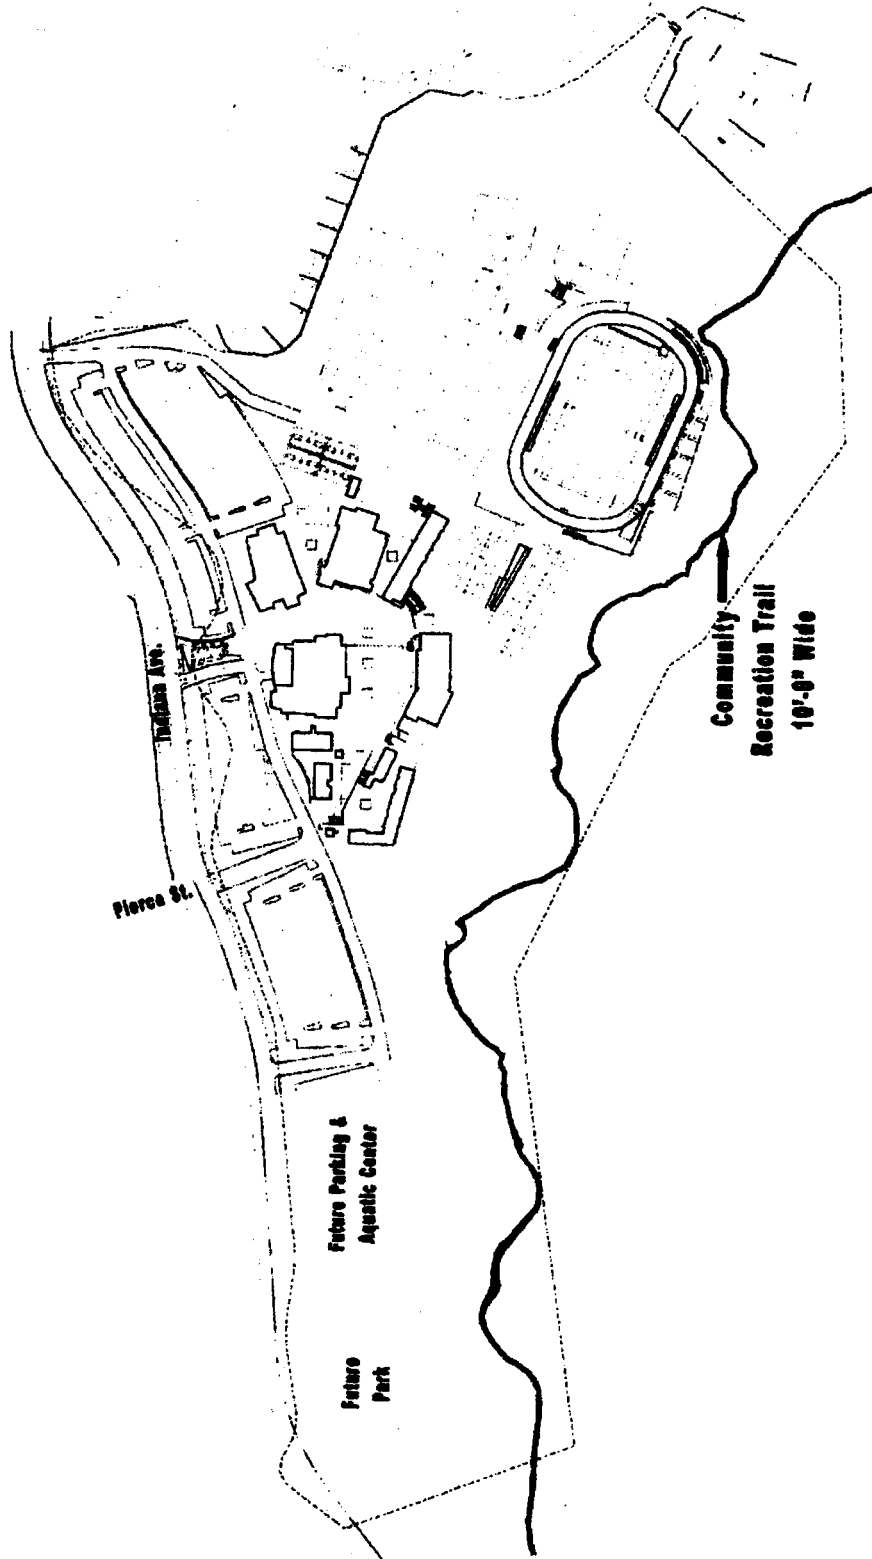 Indiana Ave.
Pierce St.
Community
Recreation Trail
10'-0" Wide
Future Parking &
Aquatic Center
Future
Park